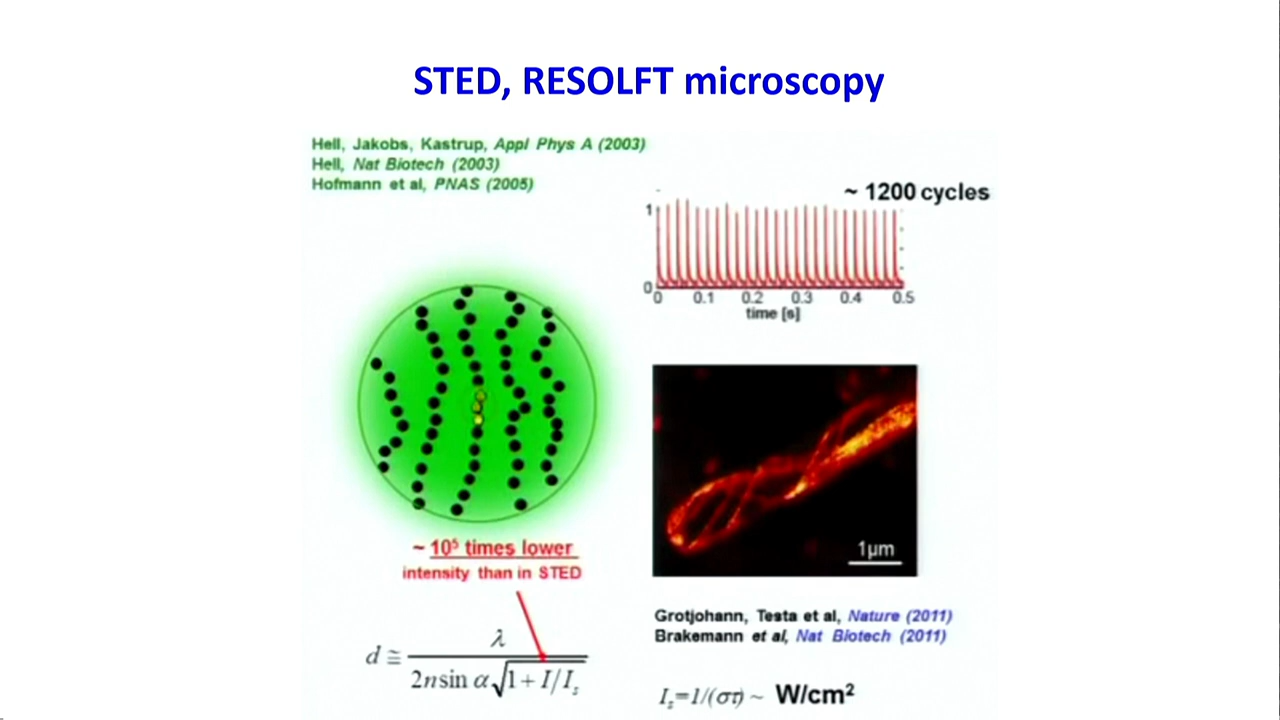 STED, RESOLFT microscopy
Hell, Jakobs, Kastrup, Appl Phys A (2003)
Hell, Nat Biotech (2003)
Hofmann et al, PNAS (2005)
~ 1200 cycles
1
0
0 0.1 0.2 0.3 0.4 0.5
time [s]
~ 10⁵ times lower
intensity than in STED
1µm
d ≅ λ / 2n sin α √1 + I/Iₛ
Grotjohann, Testa et al, Nature (2011)
Brakemann et al, Nat Biotech (2011)
Iₛ=1/(στ) ~ W/cm²